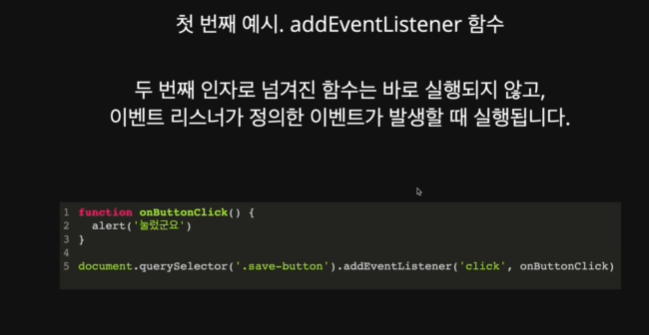 첫 번째 예시. addEventListener 함수
두 번째 인자로 넘겨진 함수는 바로 실행되지 않고,
이벤트 리스너가 정의한 이벤트가 발생할 때 실행됩니다.
1 function onButtonClick() {
2 alert('눌렀군요')
3 }
4
5 document.querySelector('.save-button').addEventListener('click', onButtonClick)